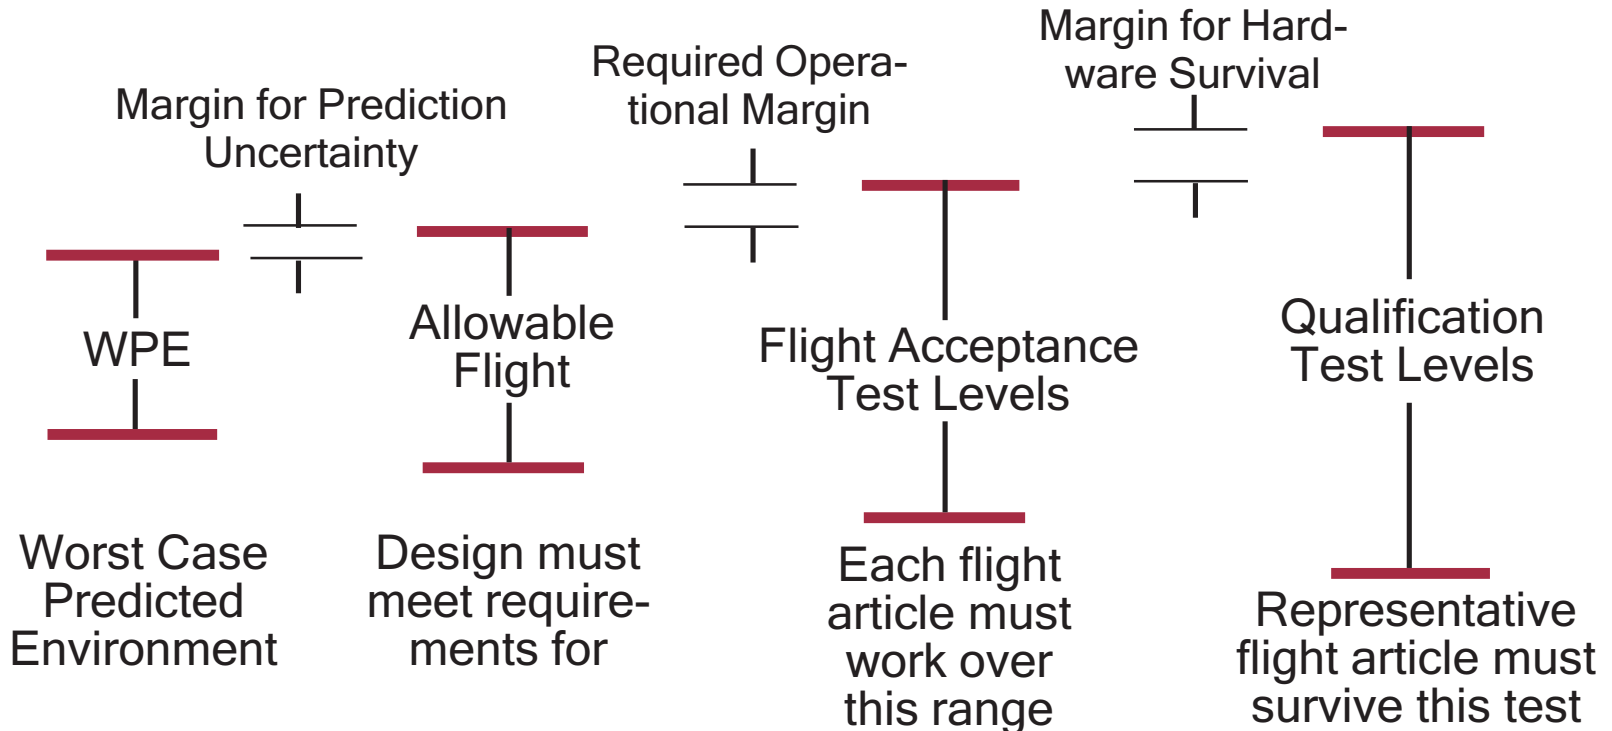 Margin for Prediction
Uncertainty
Required Opera-
tional Margin
Margin for Hard-
ware Survival
WPE
Allowable
Flight
Flight Acceptance
Test Levels
Qualification
Test Levels
Worst Case
Predicted
Environment
Design must
meet require-
ments for
Each flight
article must
work over
this range
Representative
flight article must
survive this test